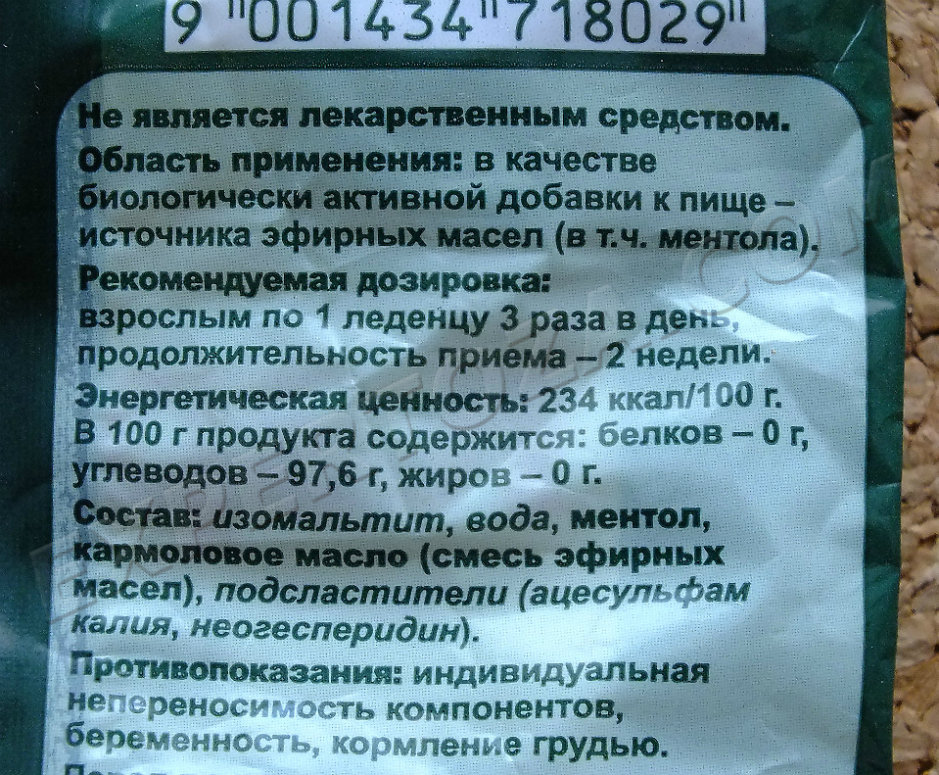 9 001434 718029
Не является лекарственным средством.
Область применения: в качестве
биологически активной добавки к пище –
источника эфирных масел (в т.ч. ментола).
Рекомендуемая дозировка:
взрослым по 1 леденцу 3 раза в день,
продолжительность приема – 2 недели.
Энергетическая ценность: 234 ккал/100 г.
В 100 г продукта содержится: белков – 0 г,
углеводов – 97,6 г, жиров – 0 г.
Состав: изомальтит, вода, ментол,
кармоловое масло (смесь эфирных
масел), подсластители (ацесульфам
калия, неогесперидин).
Противопоказания: индивидуальная
непереносимость компонентов,
беременность, кормление грудью.